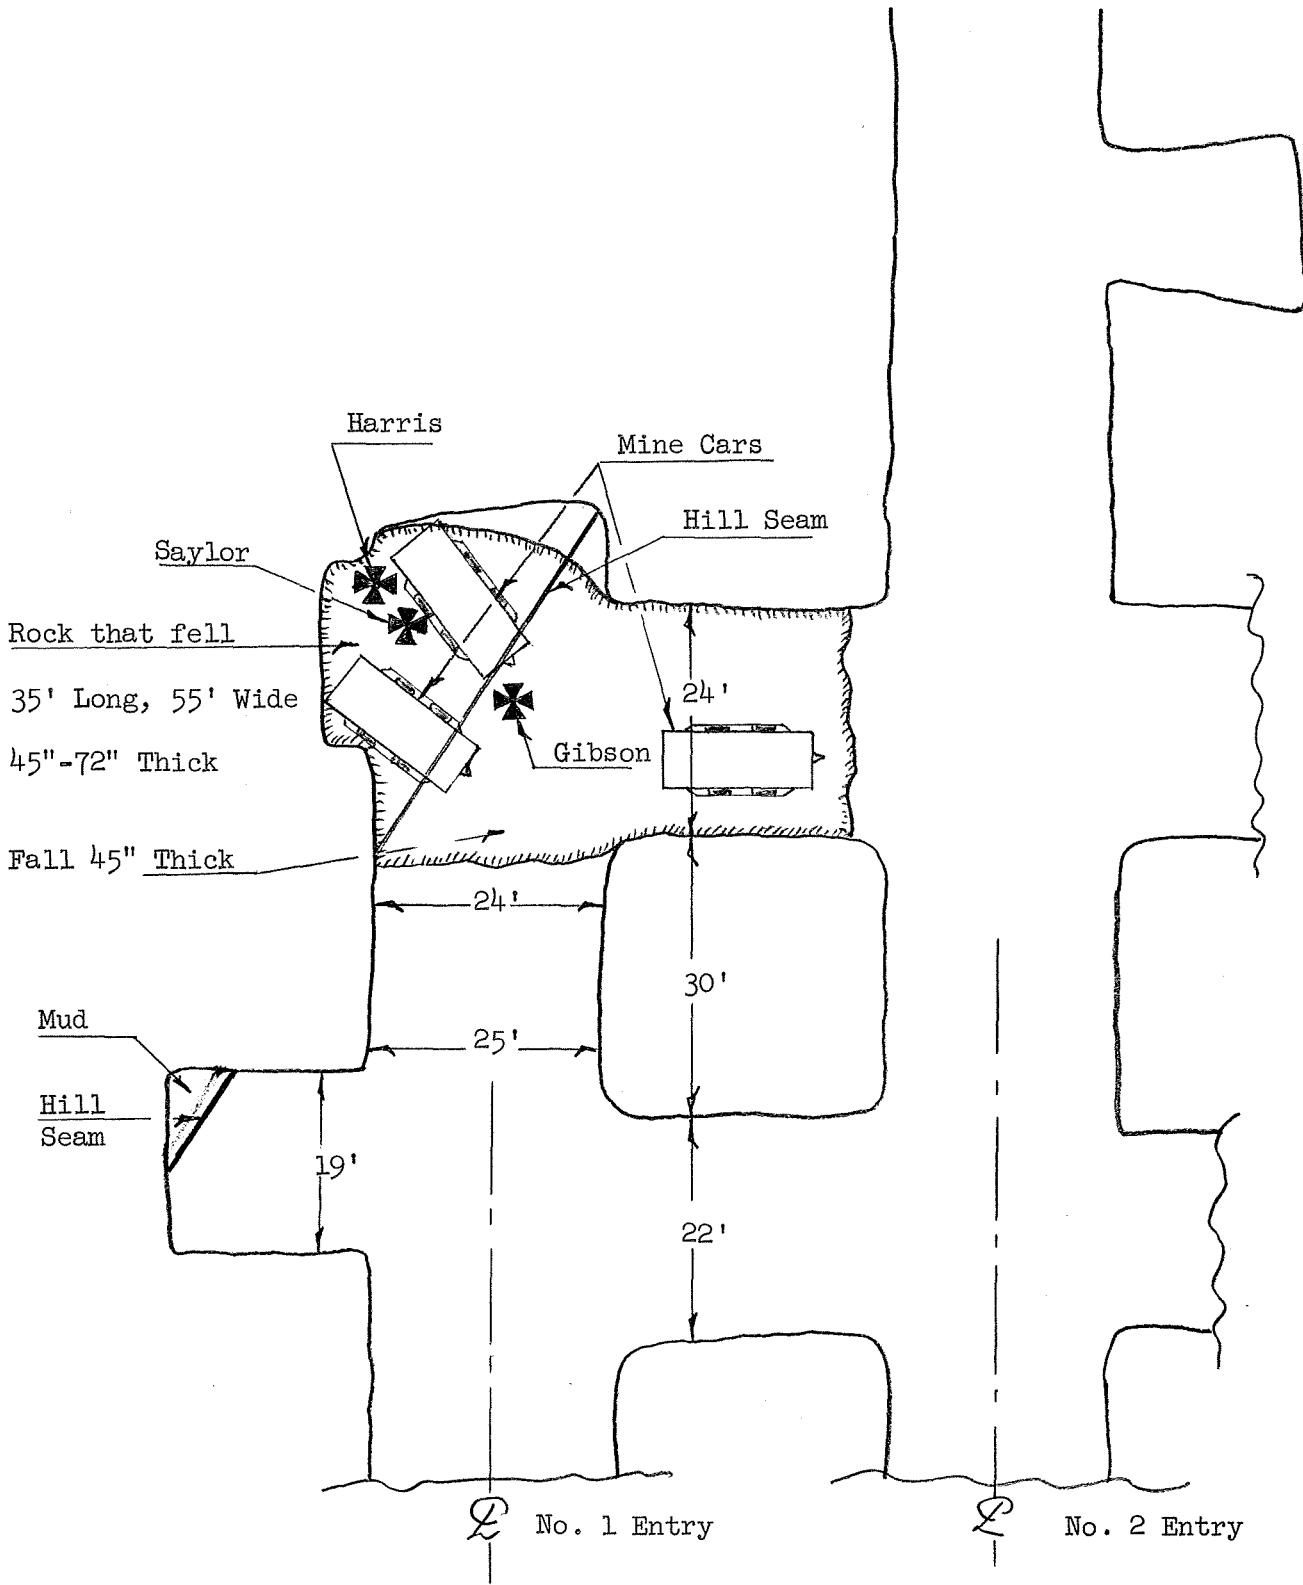 Harris
Mine Cars
Hill Seam
Saylor
Rock that fell
35' Long, 55' Wide
45"-72" Thick
24'
Gibson
Fall 45" Thick
24'
30'
Mud
25'
Hill
Seam
19'
22'
℄ No. 1 Entry
℄ No. 2 Entry